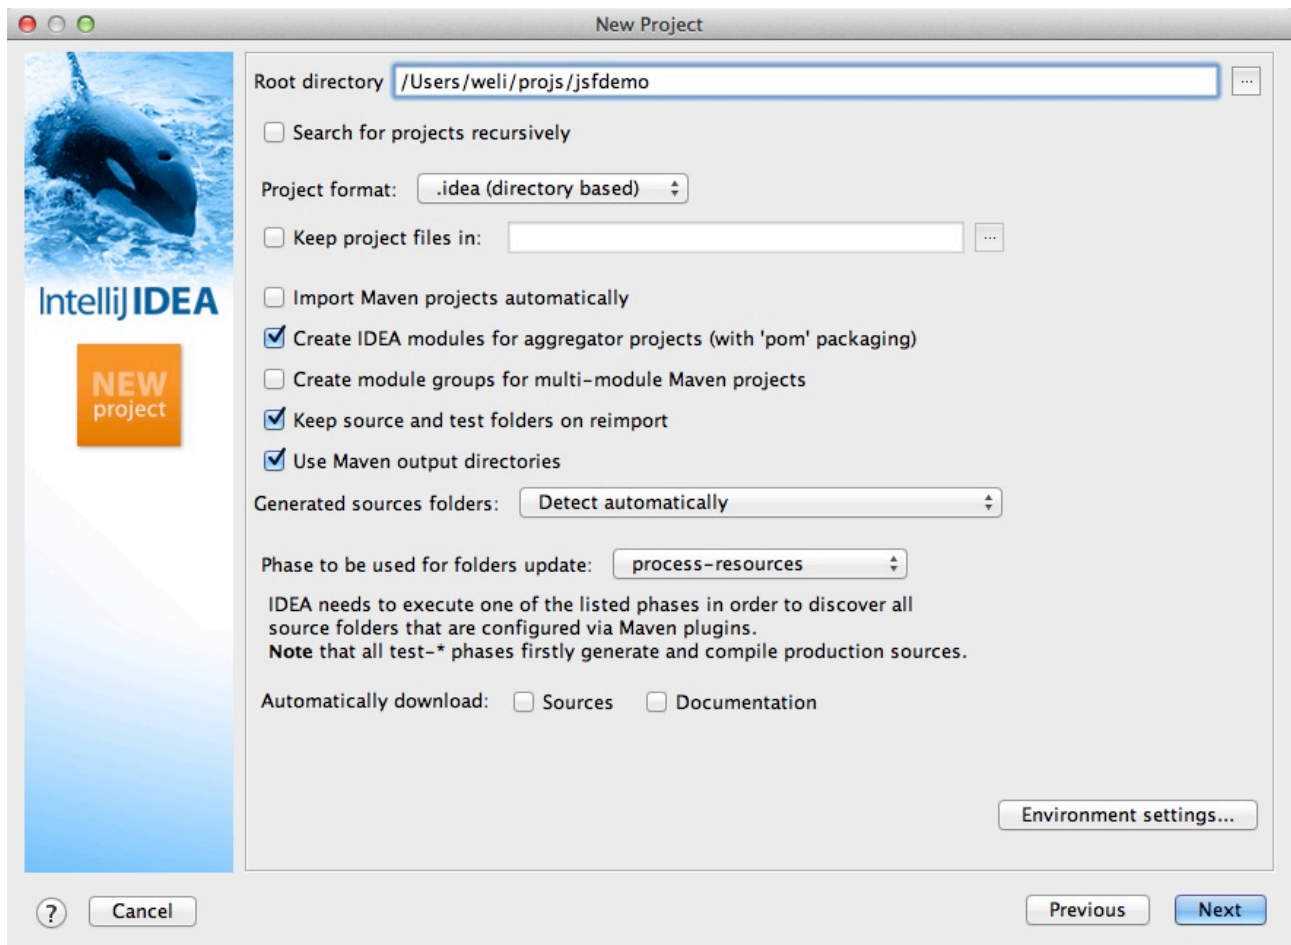 New Project
Root directory /Users/weli/projs/jsfdemo ...
Search for projects recursively
Project format: .idea (directory based)
Keep project files in: ...
IntelliJ IDEA
NEW
project
Import Maven projects automatically
Create IDEA modules for aggregator projects (with 'pom' packaging)
Create module groups for multi-module Maven projects
Keep source and test folders on reimport
Use Maven output directories
Generated sources folders: Detect automatically
Phase to be used for folders update: process-resources
IDEA needs to execute one of the listed phases in order to discover all
source folders that are configured via Maven plugins.
Note that all test-* phases firstly generate and compile production sources.
Automatically download: Sources Documentation
Environment settings...
? Cancel Previous Next